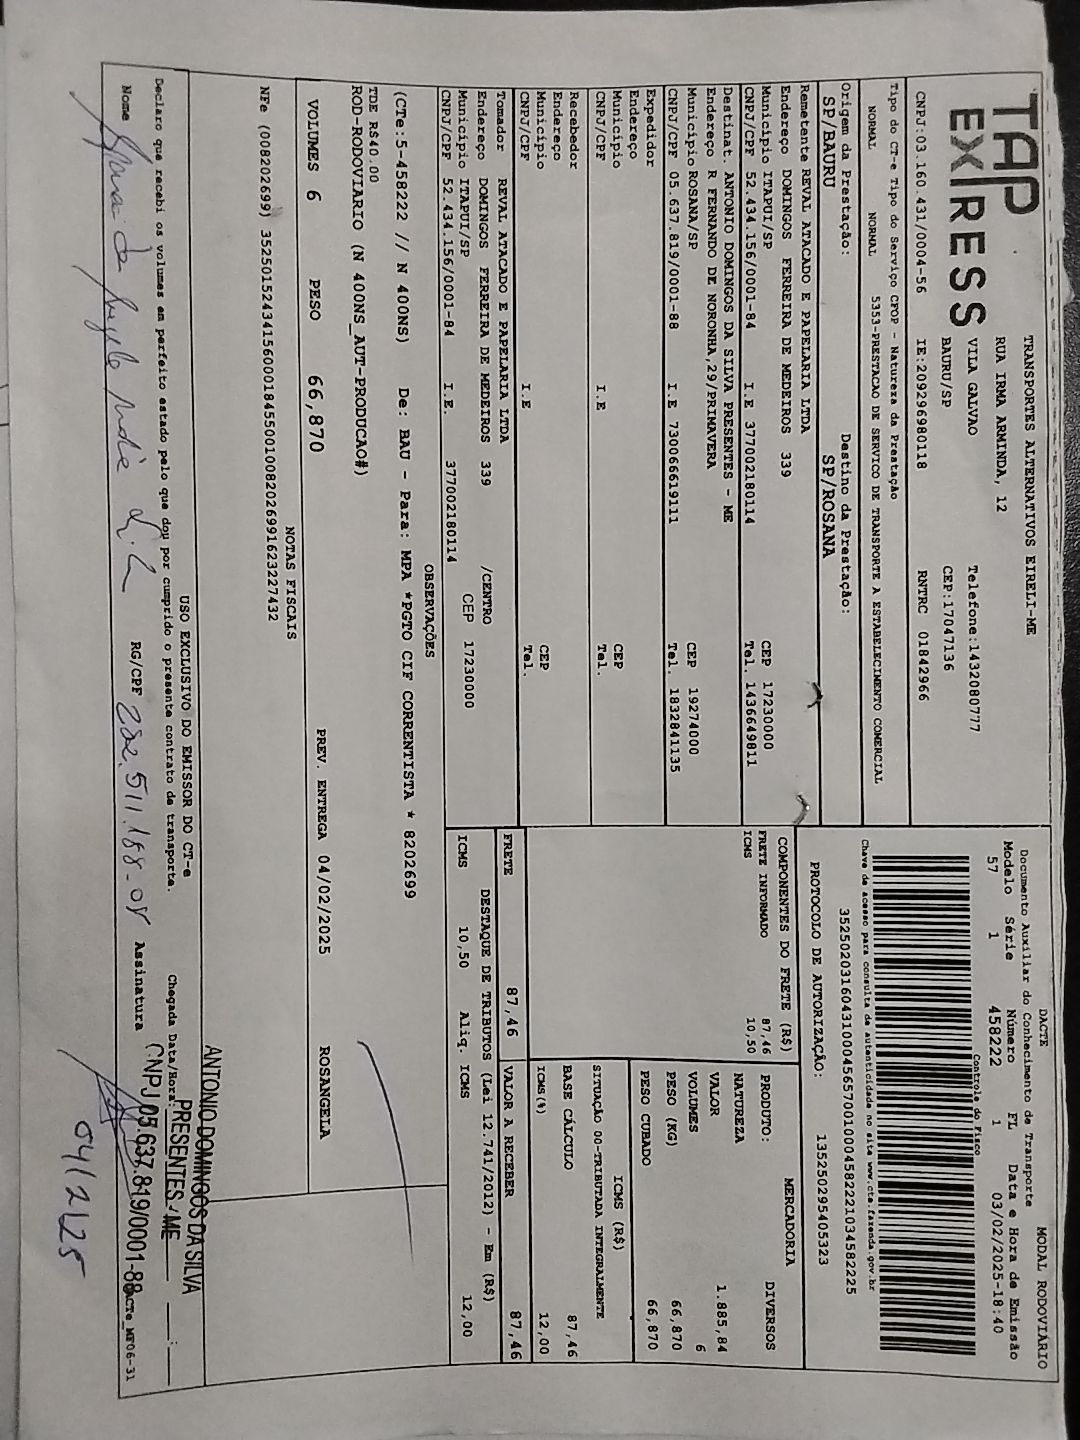 TAP
EXPRESS
TRANSPORTES ALTERNATIVOS EIRELI-ME
RUA IRMA ARMINDA, 12
VILA GALVAO
BAURU/SP
Telefone:1432080777
CEP:17047136
CNPJ:03.160.431/0004-56 IE:209296980118 RNTRC 01842966
DACTE MODAL RODOVIÁRIO
Documento Auxiliar do Conhecimento de Transporte
Modelo Série Número FL Data e Hora de Emissão
57 1 458222 1 03/02/2025-18:40
Controle do Fisco
Chave de acesso para consulta de autenticidade no site www.cte.fazenda.gov.br
35250203160431000456570010004582221034582225
PROTOCOLO DE AUTORIZAÇÃO: 135250295405323
Tipo do CT-e Tipo do Serviço CFOP - Natureza da Prestação
NORMAL NORMAL 5353-PRESTACAO DE SERVICO DE TRANSPORTE A ESTABELECIMENTO COMERCIAL
Origem da Prestação: Destino da Prestação:
SP/BAURU SP/ROSANA
Remetente REVAL ATACADO E PAPELARIA LTDA
Endereço DOMINGOS FERREIRA DE MEDEIROS 339
Município ITAPUI/SP CEP 17230000
CNPJ/CPF 52.434.156/0001-84 I.E 377002180114 Tel. 1436649811
Destinat. ANTONIO DOMINGOS DA SILVA PRESENTES - ME
Endereço R FERNANDO DE NORONHA,29/PRIMAVERA
Município ROSANA/SP CEP 19274000
CNPJ/CPF 05.637.819/0001-88 I.E 730066619111 Tel. 1832841135
Expedidor
Endereço
Município CEP
CNPJ/CPF I.E Tel.
Recebedor
Endereço
Município CEP
CNPJ/CPF I.E Tel.
Tomador REVAL ATACADO E PAPELARIA LTDA
Endereço DOMINGOS FERREIRA DE MEDEIROS 339 /CENTRO
Município ITAPUI/SP CEP 17230000
CNPJ/CPF 52.434.156/0001-84 I.E. 377002180114
COMPONENTES DO FRETE (R$)
FRETE INFORMADO 87,46
ICMS 10,50
MERCADORIA
PRODUTO: DIVERSOS
NATUREZA
VALOR 1.885,84
VOLUMES 6
PESO (KG) 66,870
PESO CUBADO 66,870
ICMS (R$)
SITUAÇÃO 00-TRIBUTADA INTEGRALMENTE
BASE CÁLCULO 87,46
ICMS(%) 12,00
FRETE 87,46 VALOR A RECEBER 87,46
DESTAQUE DE TRIBUTOS (Lei 12.741/2012) - Em (R$)
ICMS 10,50 Aliq. ICMS 12,00
OBSERVAÇÕES
(CTe:5-458222 // N 400NS) De: BAU - Para: MPA *PGTO CIF CORRENTISTA * 8202699
TDE R$40.00
ROD-RODOVIARIO (N 400NS_AUT-PRODUCAO#)
VOLUMES 6 PESO 66,870 PREV. ENTREGA 04/02/2025 ROSANGELA
NOTAS FISCAIS
NFe (008202699) 35250152434156000184550010082026991623227432
USO EXCLUSIVO DO EMISSOR DO CT-e
Declaro que recebi os volumes em perfeito estado pelo que dou por cumprido o presente contrato de transporte. Chegada Data/Hora:
Nome RG/CPF 282.511.188-08 Assinatura
ANTONIO DOMINGOS DA SILVA
PRESENTES - ME
CNPJ 05.637.819/0001-88
DACTe_MF06-31
04/2/25